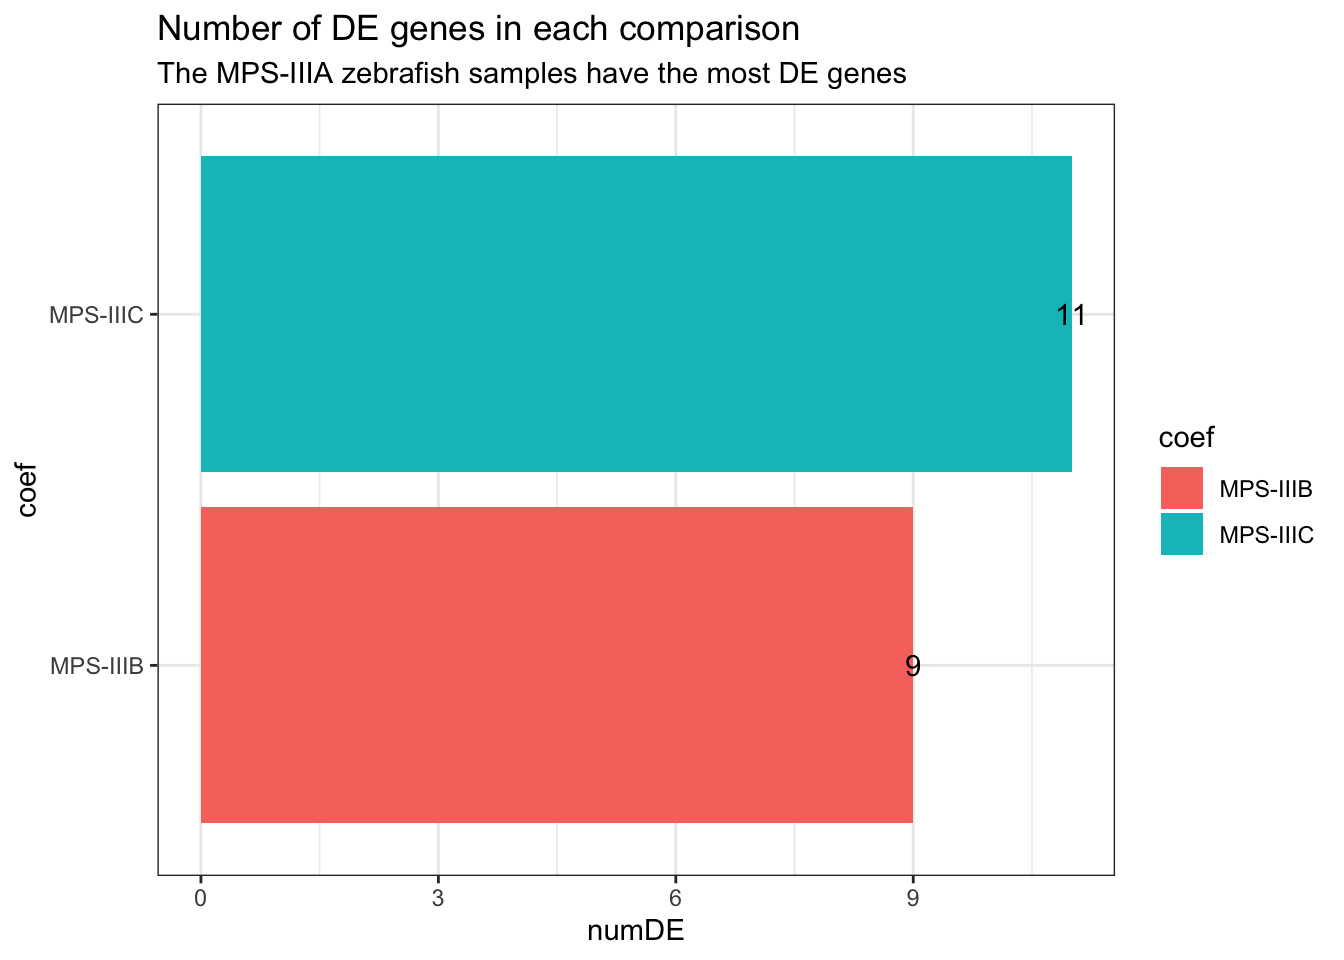 Number of DE genes in each comparison
The MPS-IIIA zebrafish samples have the most DE genes
MPS-IIIC
11
MPS-IIIB
9
coef
0 3 6 9
numDE
coef
MPS-IIIB
MPS-IIIC